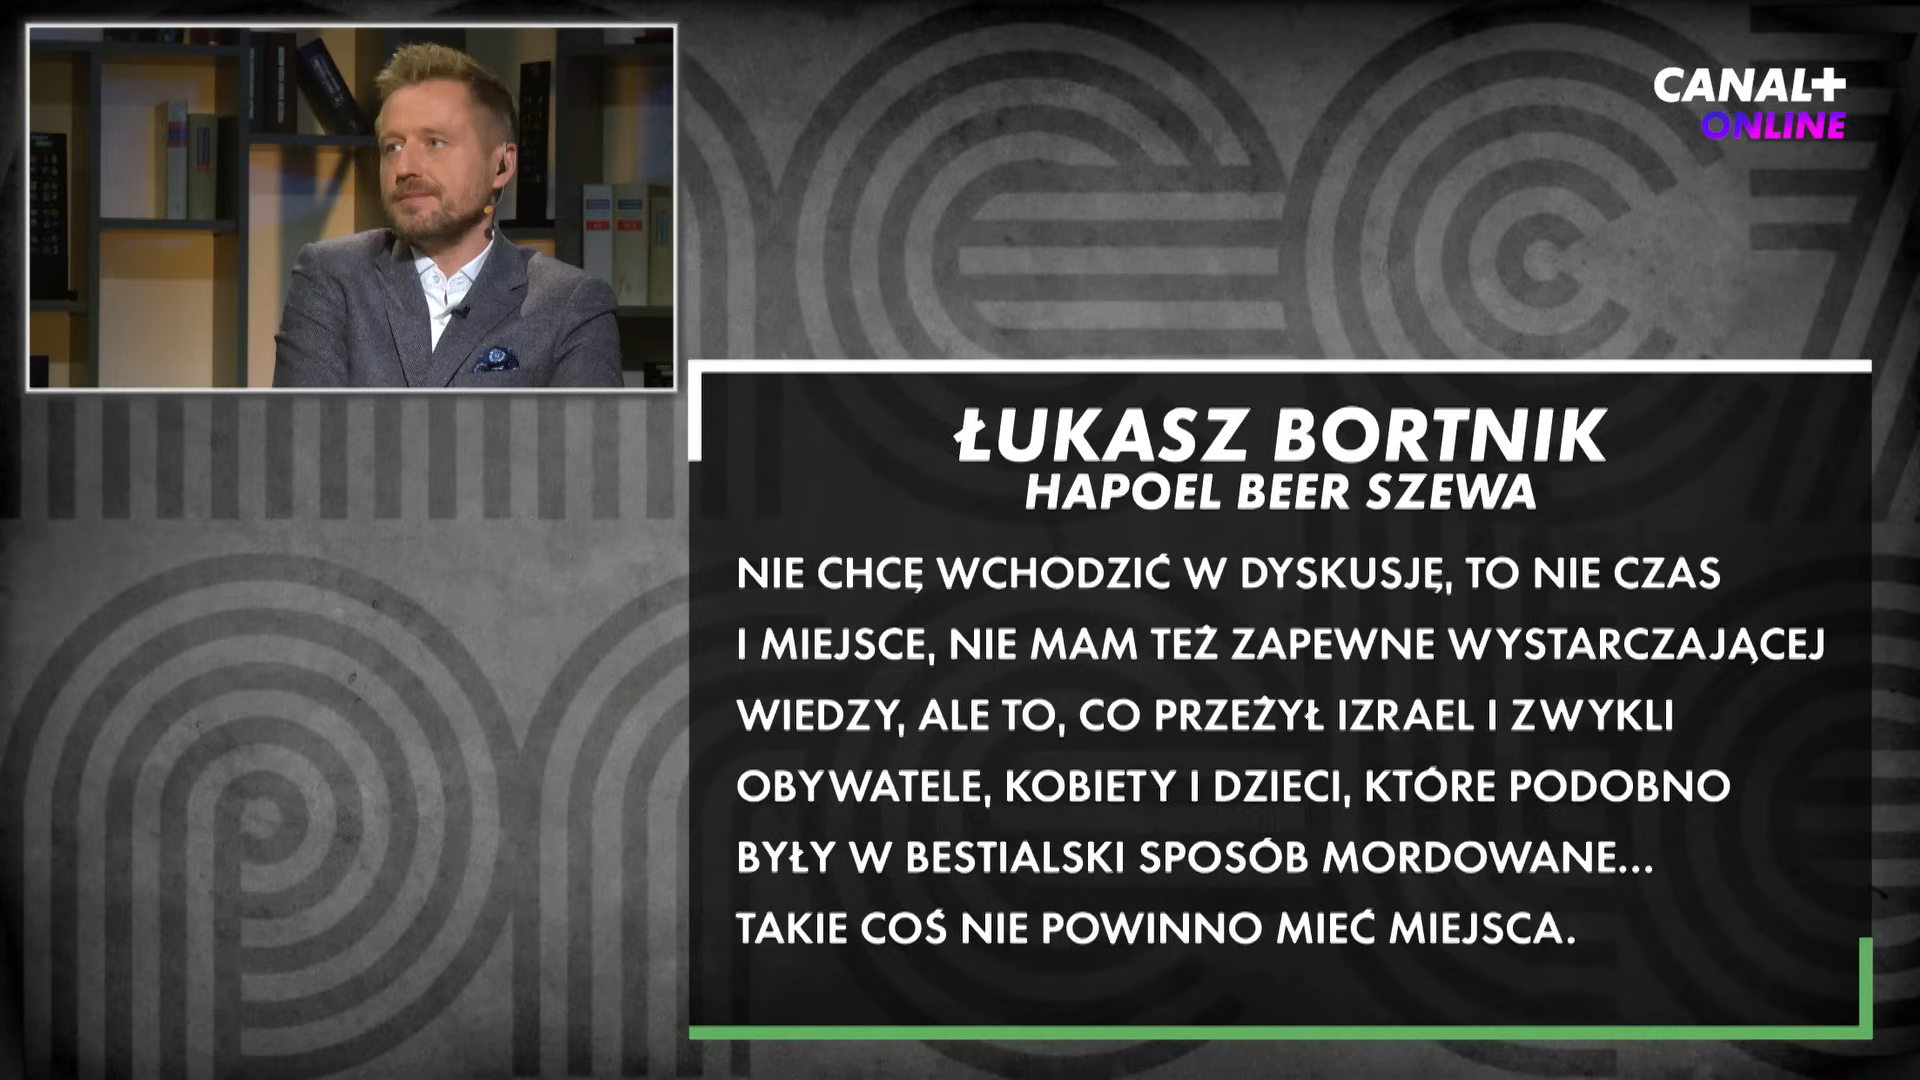 CANAL+
ONLINE
ŁUKASZ BORTNIK
HAPOEL BEER SZEWA
NIE CHCĘ WCHODZIĆ W DYSKUSJĘ, TO NIE CZAS
I MIEJSCE, NIE MAM TEŻ ZAPEWNE WYSTARCZAJĄCEJ
WIEDZY, ALE TO, CO PRZEŻYŁ IZRAEL I ZWYKLI
OBYWATELE, KOBIETY I DZIECI, KTÓRE PODOBNO
BYŁY W BESTIALSKI SPOSÓB MORDOWANE...
TAKIE COŚ NIE POWINNO MIEĆ MIEJSCA.